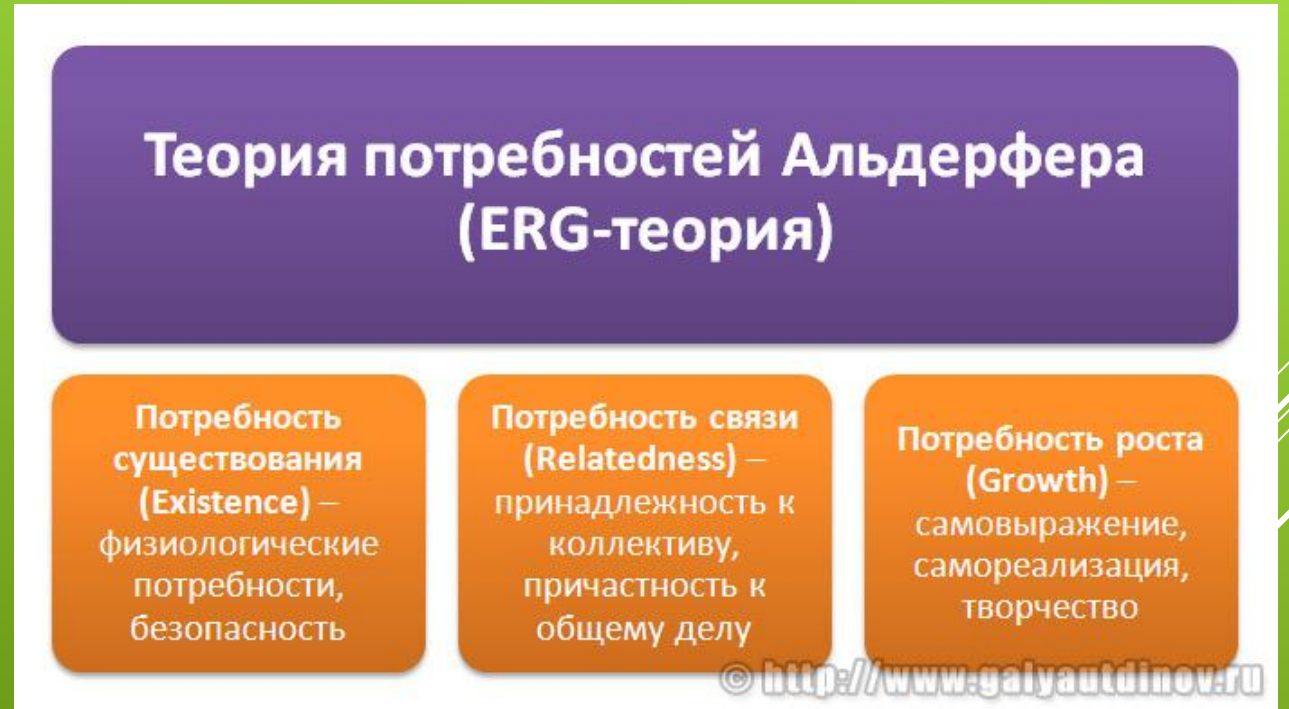 Теория потребностей Альдерфера
(ERG-теория)
Потребность
существования
(Existence) –
физиологические
потребности,
безопасность
Потребность связи
(Relatedness) –
принадлежность к
коллективу,
причастность к
общему делу
Потребность роста
(Growth) –
самовыражение,
самореализация,
творчество
© http://www.galyautdinov.ru